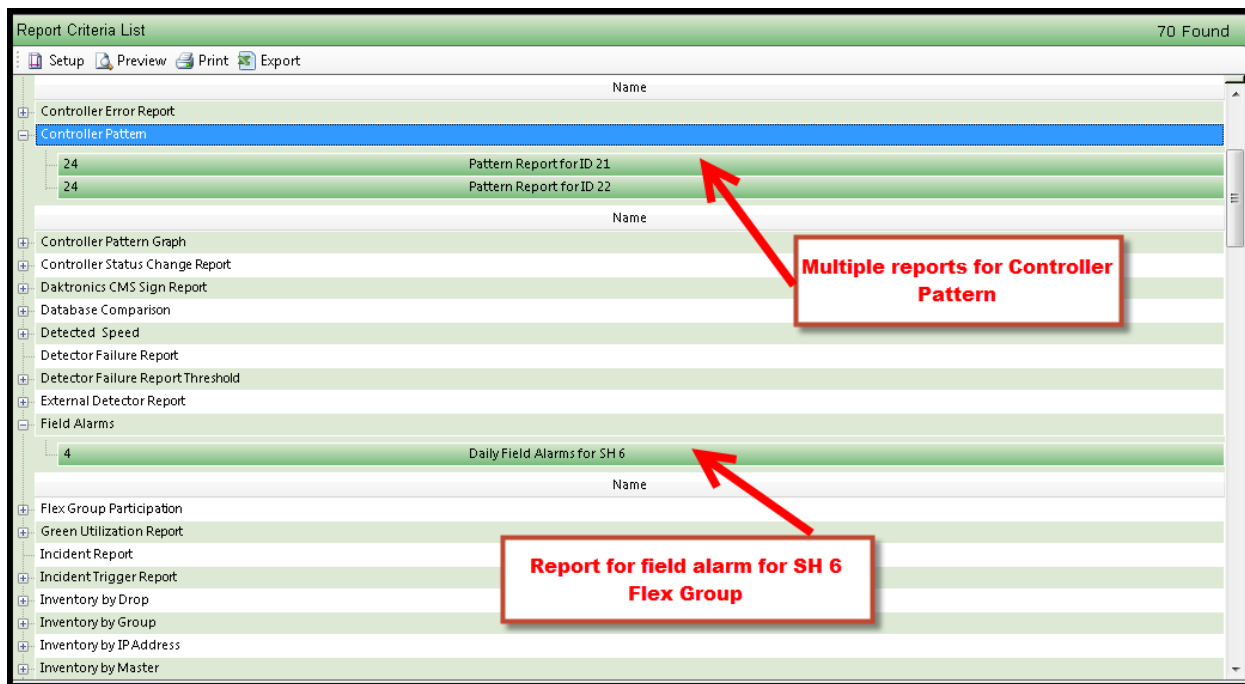 Report Criteria List 70 Found
Setup Preview Print Export
Name
Controller Error Report
Controller Pattern
24 Pattern Report for ID 21
24 Pattern Report for ID 22
Name
Controller Pattern Graph
Controller Status Change Report
Daktronics CMS Sign Report
Database Comparison
Detected Speed
Detector Failure Report
Detector Failure Report Threshold
External Detector Report
Field Alarms
4 Daily Field Alarms for SH 6
Name
Flex Group Participation
Green Utilization Report
Incident Report
Incident Trigger Report
Inventory by Drop
Inventory by Group
Inventory by IP Address
Inventory by Master
Multiple reports for Controller
Pattern
Report for field alarm for SH 6
Flex Group